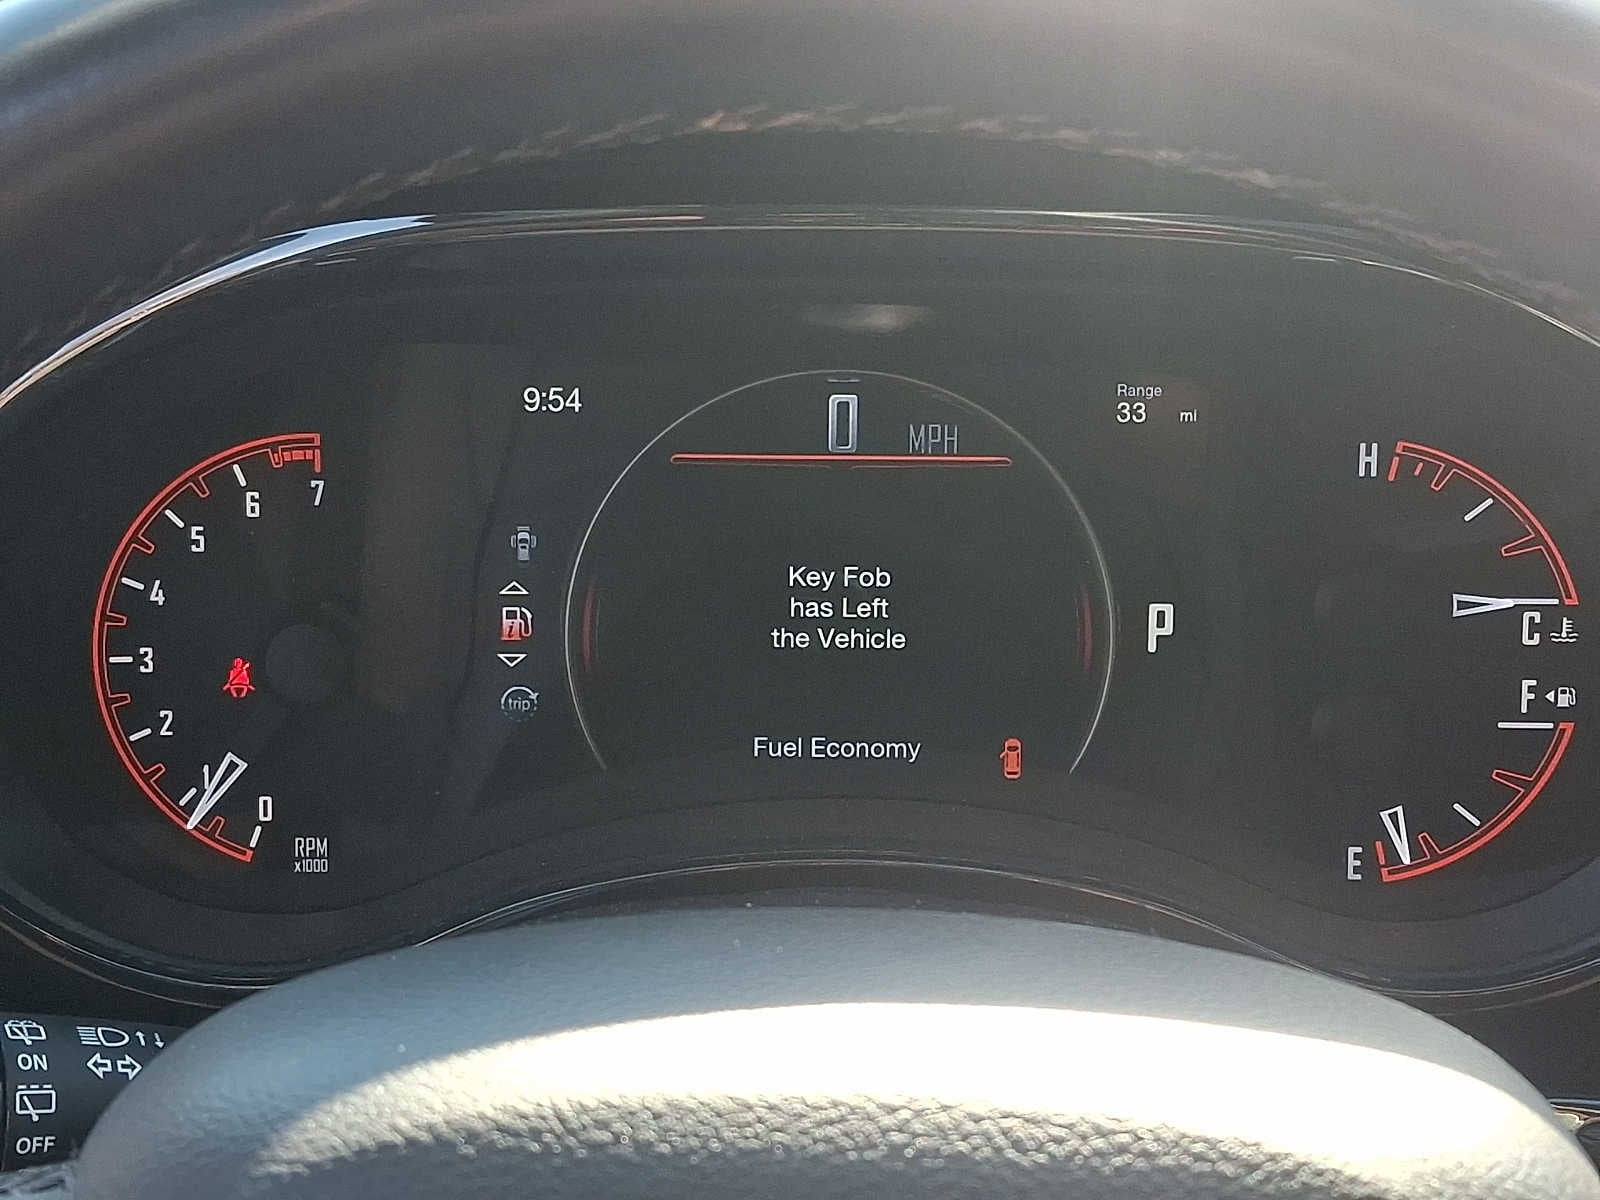 9:54
0 MPH
Range
33 mi
7
6
5
4
3
2
1
0
RPM
x1000
trip
Key Fob
has Left
the Vehicle
Fuel Economy
P
H
C
F
E
ON
OFF